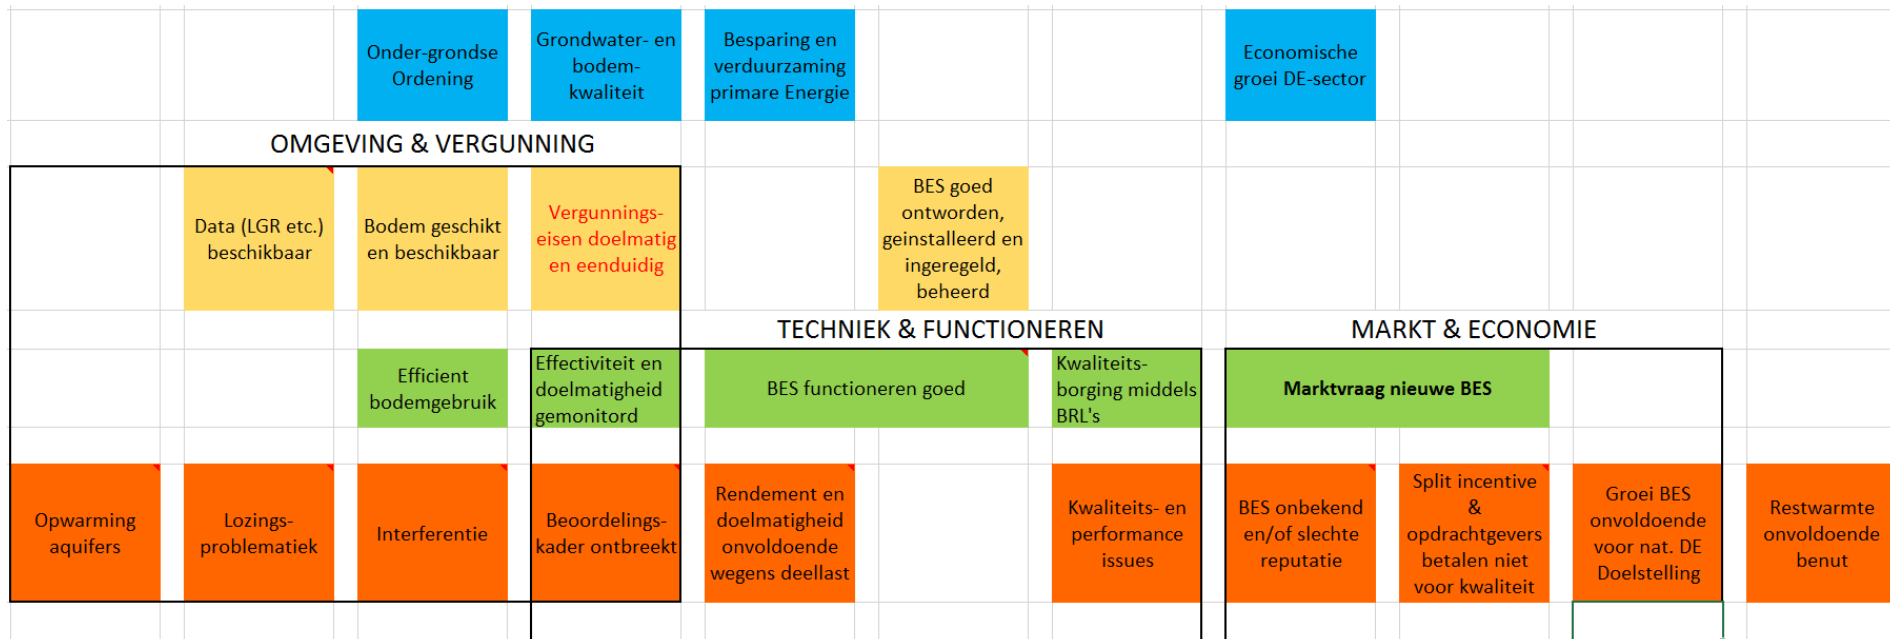 Onder-grondse
Ordening
Grondwater- en
bodem-
kwaliteit
Besparing en
verduurzaming
primare Energie
Economische
groei DE-sector
OMGEVING & VERGUNNING
Data (LGR etc.)
beschikbaar
Bodem geschikt
en beschikbaar
Vergunnings-
eisen doelmatig
en eenduidig
BES goed
ontworden,
geinstalleerd en
ingeregeld,
beheerd
TECHNIEK & FUNCTIONEREN
MARKT & ECONOMIE
Efficient
bodemgebruik
Effectiviteit en
doelmatigheid
gemonitord
BES functioneren goed
Kwaliteits-
borging middels
BRL's
Marktvraag nieuwe BES
Opwarming
aquifers
Lozings-
problematiek
Interferentie
Beoordelings-
kader ontbreekt
Rendement en
doelmatigheid
onvoldoende
wegens deellast
Kwaliteits- en
performance
issues
BES onbekend
en/of slechte
reputatie
Split incentive
&
opdrachtgevers
betalen niet
voor kwaliteit
Groei BES
onvoldoende
voor nat. DE
Doelstelling
Restwarmte
onvoldoende
benut